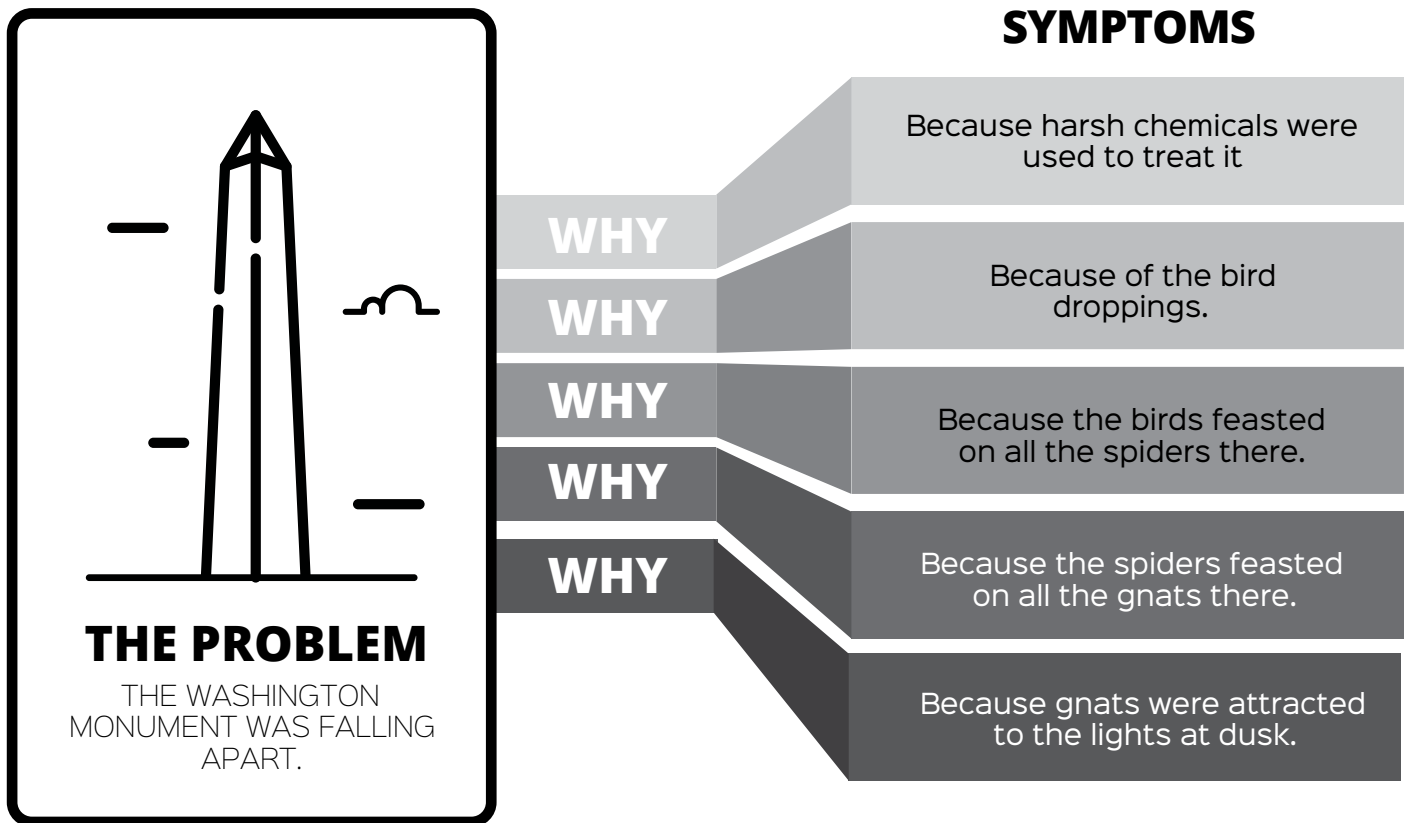 SYMPTOMS
WHY
Because harsh chemicals were
used to treat it
WHY
Because of the bird
droppings.
WHY
Because the birds feasted
on all the spiders there.
WHY
Because the spiders feasted
on all the gnats there.
WHY
Because gnats were attracted
to the lights at dusk.
THE PROBLEM
THE WASHINGTON
MONUMENT WAS FALLING
APART.